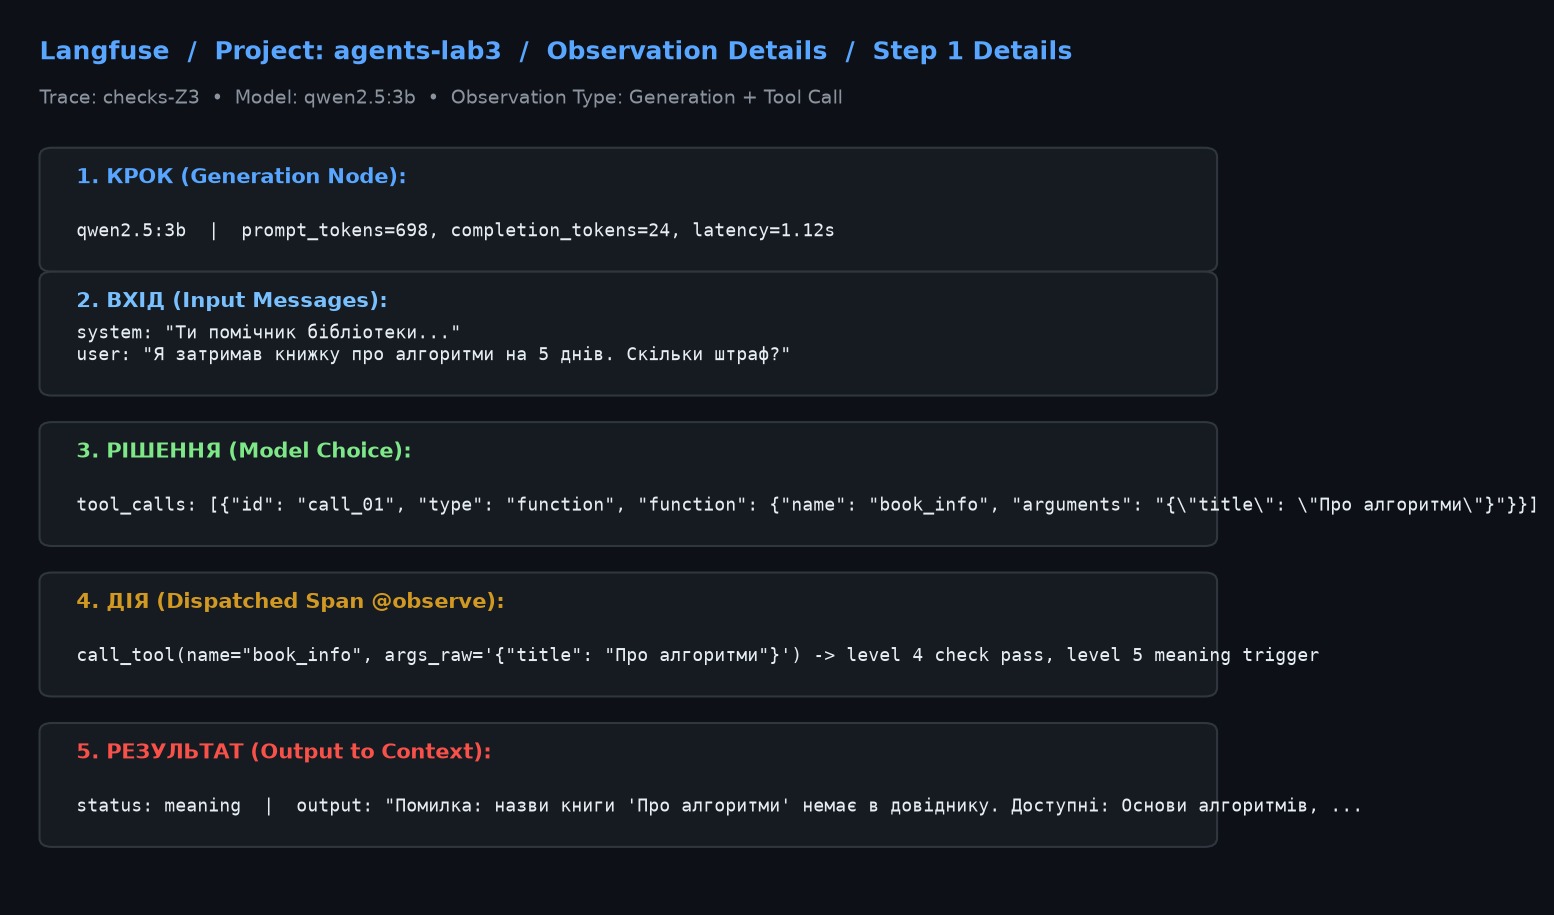 Langfuse / Project: agents-lab3 / Observation Details / Step 1 Details
Trace: checks-Z3 • Model: qwen2.5:3b • Observation Type: Generation + Tool Call
1. КРОК (Generation Node):
qwen2.5:3b | prompt_tokens=698, completion_tokens=24, latency=1.12s
2. ВХІД (Input Messages):
system: "Ти помічник бібліотеки..."
user: "Я затримав книжку про алгоритми на 5 днів. Скільки штраф?"
3. РІШЕННЯ (Model Choice):
tool_calls: [{"id": "call_01", "type": "function", "function": {"name": "book_info", "arguments": "{\"title\": \"Про алгоритми\"}"}}]
4. ДІЯ (Dispatched Span @observe):
call_tool(name="book_info", args_raw='{"title": "Про алгоритми"}') -> level 4 check pass, level 5 meaning trigger
5. РЕЗУЛЬТАТ (Output to Context):
status: meaning | output: "Помилка: назви книги 'Про алгоритми' немає в довіднику. Доступні: Основи алгоритмів, ...